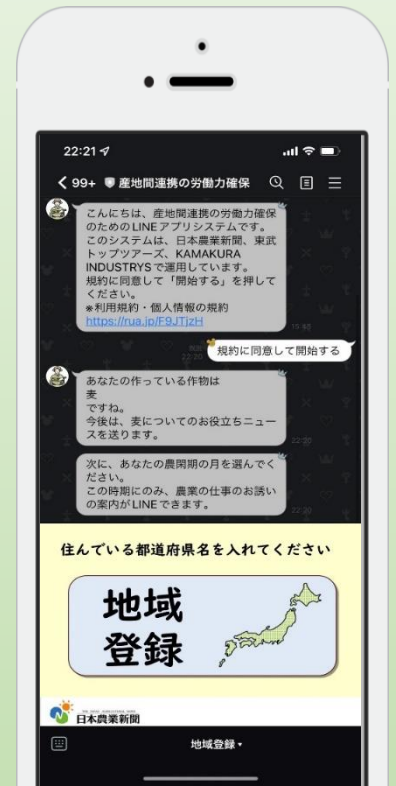 22:21
99+ 産地間連携の労働力確保
こんにちは、産地間連携の労働力確保
のためのLINEアプリシステムです。
このシステムは、日本農業新聞、東武
トップツアーズ、KAMAKURA
INDUSTRYSで運用しています。
規約に同意して「開始する」を押して
ください。
※利用規約・個人情報の規約
https://rua.jp/F9JTjzH
規約に同意して開始する
22:20
あなたの作っている作物は
麦
ですね。
今後は、麦についてのお役立ちニュー
スを送ります。
22:20
次に、あなたの農閑期の月を選んでく
ださい。
この時期にのみ、農業の仕事のお誘い
の案内がLINEできます。
22:20
住んでいる都道府県名を入れてください
地域
登録
日本農業新聞
地域登録▾